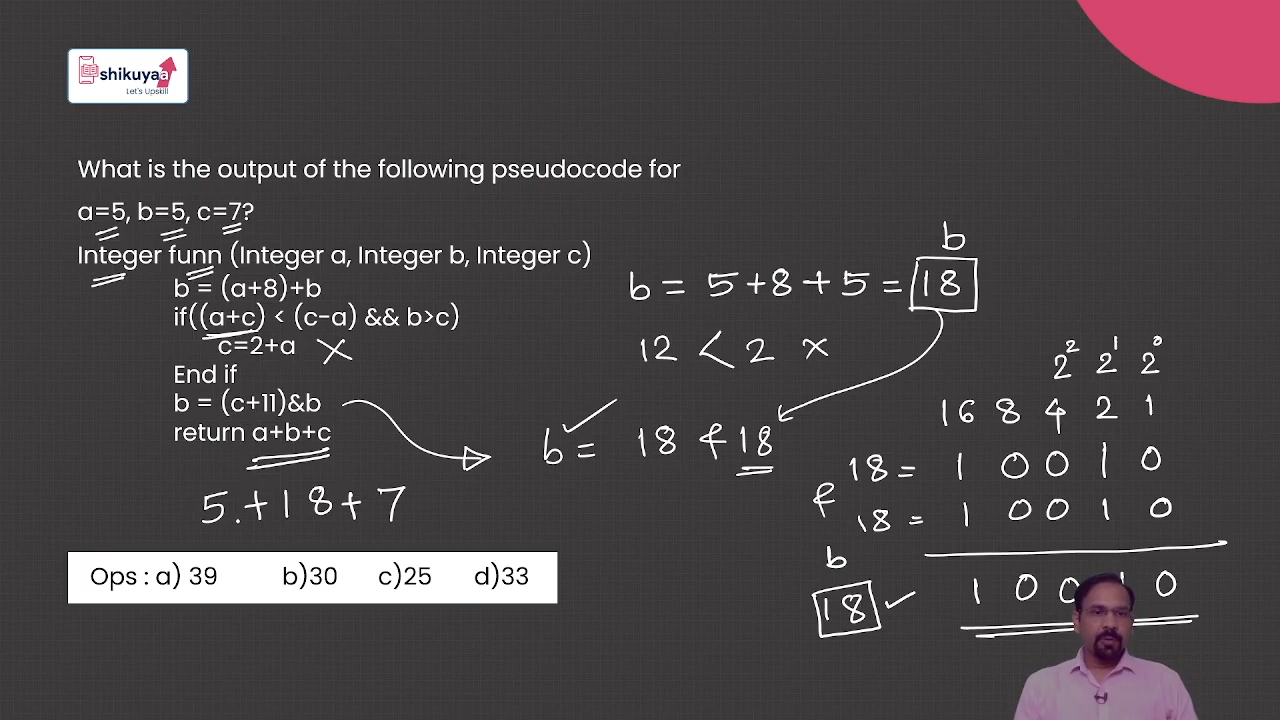 shikuyaa
Let's Upskill
What is the output of the following pseudocode for
a=5, b=5, c=7?
Integer funn (Integer a, Integer b, Integer c)
b = (a+8)+b
if((a+c) < (c-a) && b>c)
c=2+a
End if
b = (c+11)&b
return a+b+c
5.+18+7
Ops : a) 39 b)30 c)25 d)33
b
b = 5+8+5 = 18
12 < 2 x
b = 18 & 18
2² 2¹ 2⁰
16 8 4 2 1
18 = 1 0 0 1 0
&
18 = 1 0 0 1 0
b
18 1 0 0 1 0